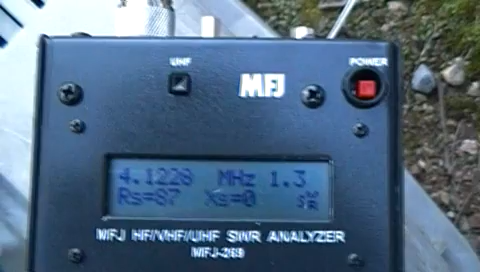 UHF
MFJ
POWER
4.1228 MHz 1.3
Rs=87 Xs=0 SWR
MFJ HF/VHF/UHF SWR ANALYZER
MFJ-269